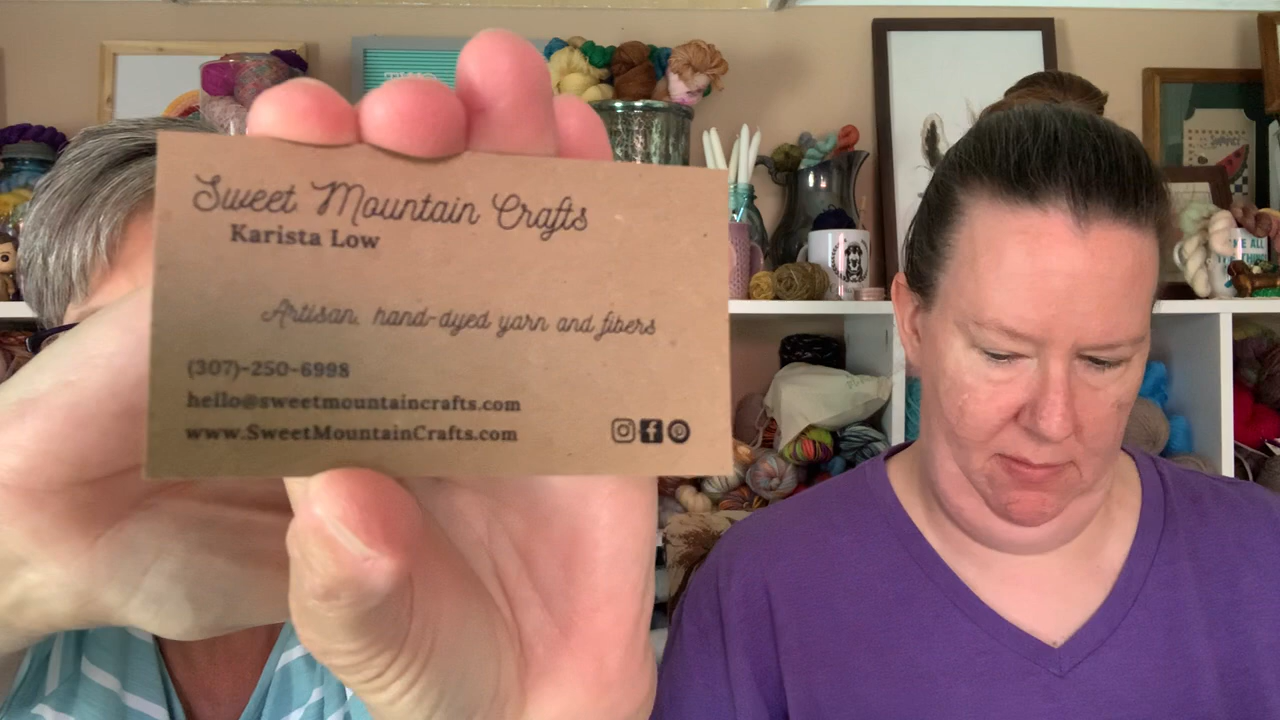 Sweet Mountain Crafts
Karista Low
Artisan, hand-dyed yarn and fibers
(307)-250-6998
hello@sweetmountaincrafts.com
www.SweetMountainCrafts.com